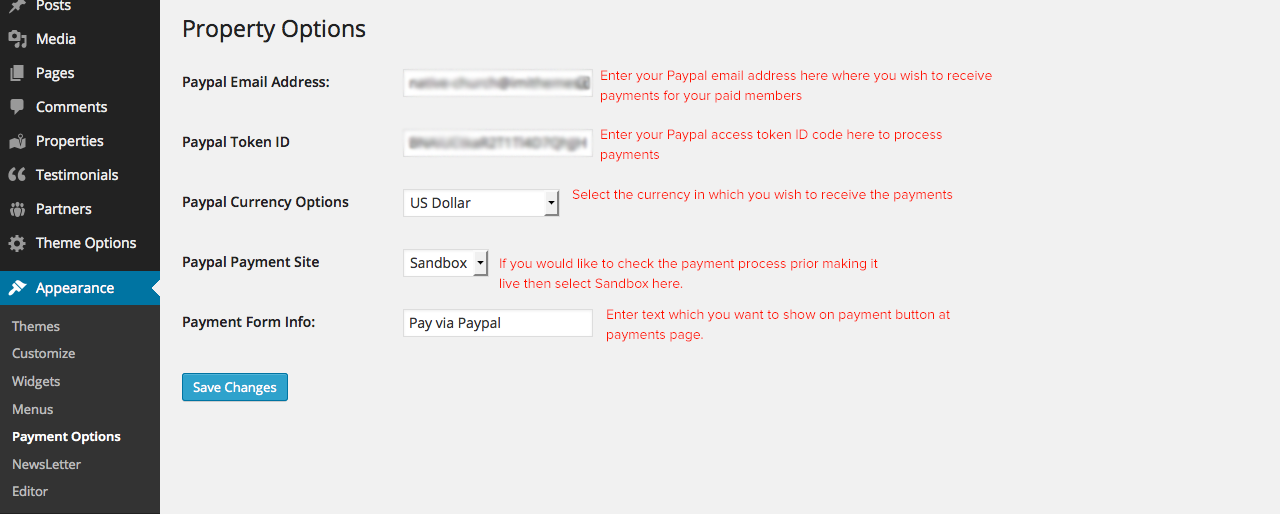 Posts
Media
Pages
Comments
Properties
Testimonials
Partners
Theme Options
Appearance
Themes
Customize
Widgets
Menus
Payment Options
NewsLetter
Editor
Property Options
Paypal Email Address:
Enter your Paypal email address here where you wish to receive
payments for your paid members
Paypal Token ID
Enter your Paypal access token ID code here to process
payments
Paypal Currency Options
US Dollar
Select the currency in which you wish to receive the payments
Paypal Payment Site
Sandbox
If you would like to check the payment process prior making it
live then select Sandbox here.
Payment Form Info:
Pay via Paypal
Enter text which you want to show on payment button at
payments page.
Save Changes